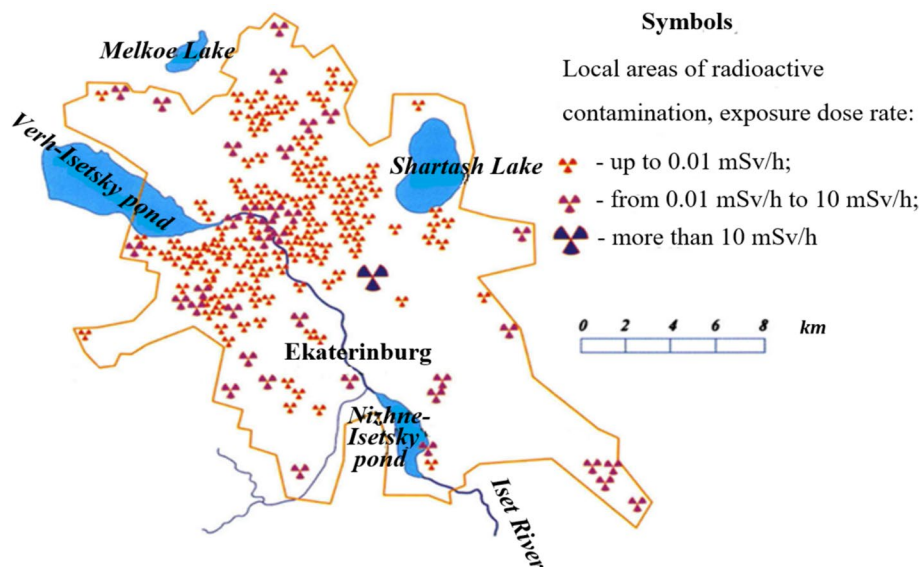 Symbols
Melkoe Lake
Local areas of radioactive
contamination, exposure dose rate:
Verh-Isetsky pond
Shartash Lake
- up to 0.01 mSv/h;
- from 0.01 mSv/h to 10 mSv/h;
- more than 10 mSv/h
0 2 4 6 8 km
Ekaterinburg
Nizhne-
Isetsky
pond
Iset River